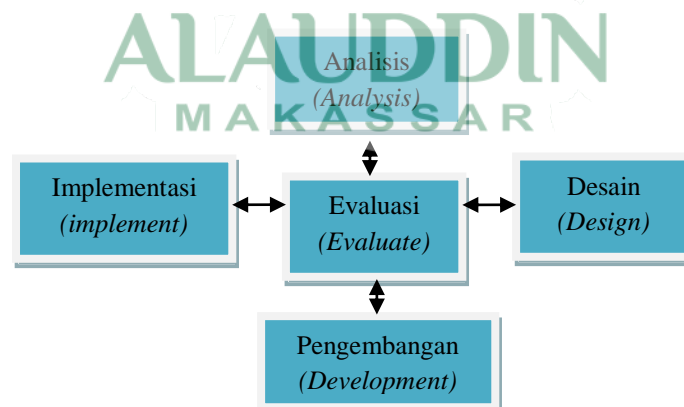 ALAUDDIN
Analisis
(Analysis)
MAKASSAR
Implementasi
(implement)
Evaluasi
(Evaluate)
Desain
(Design)
Pengembangan
(Development)